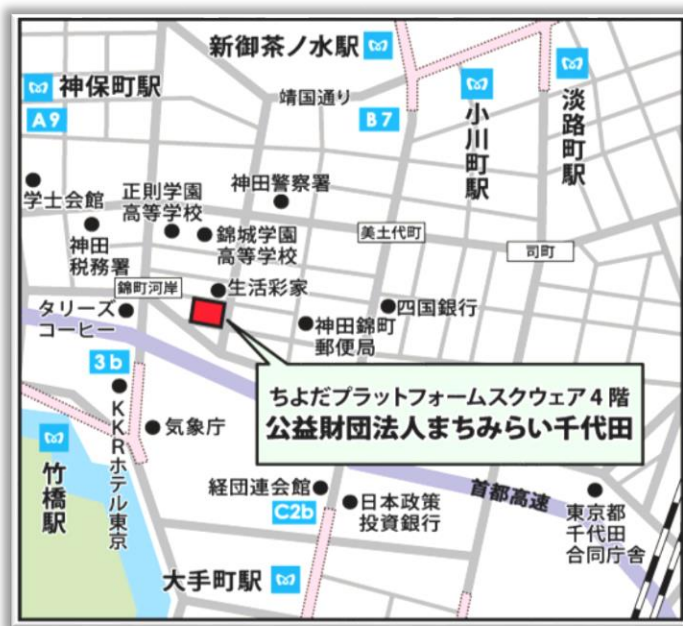 新御茶ノ水駅
神保町駅
A9
靖国通り
B7
小川町駅
淡路町駅
学士会館
正則学園
高等学校
神田警察署
神田
税務署
錦城学園
高等学校
美土代町
司町
錦町河岸
生活彩家
タリーズ
コーヒー
四国銀行
神田錦町
郵便局
3b
ちよだプラットフォームスクウェア4階
公益財団法人まちみらい千代田
KKRホテル東京
気象庁
竹橋駅
経団連会館
C2b
日本政策
投資銀行
首都高速
東京都
千代田
合同庁舎
大手町駅